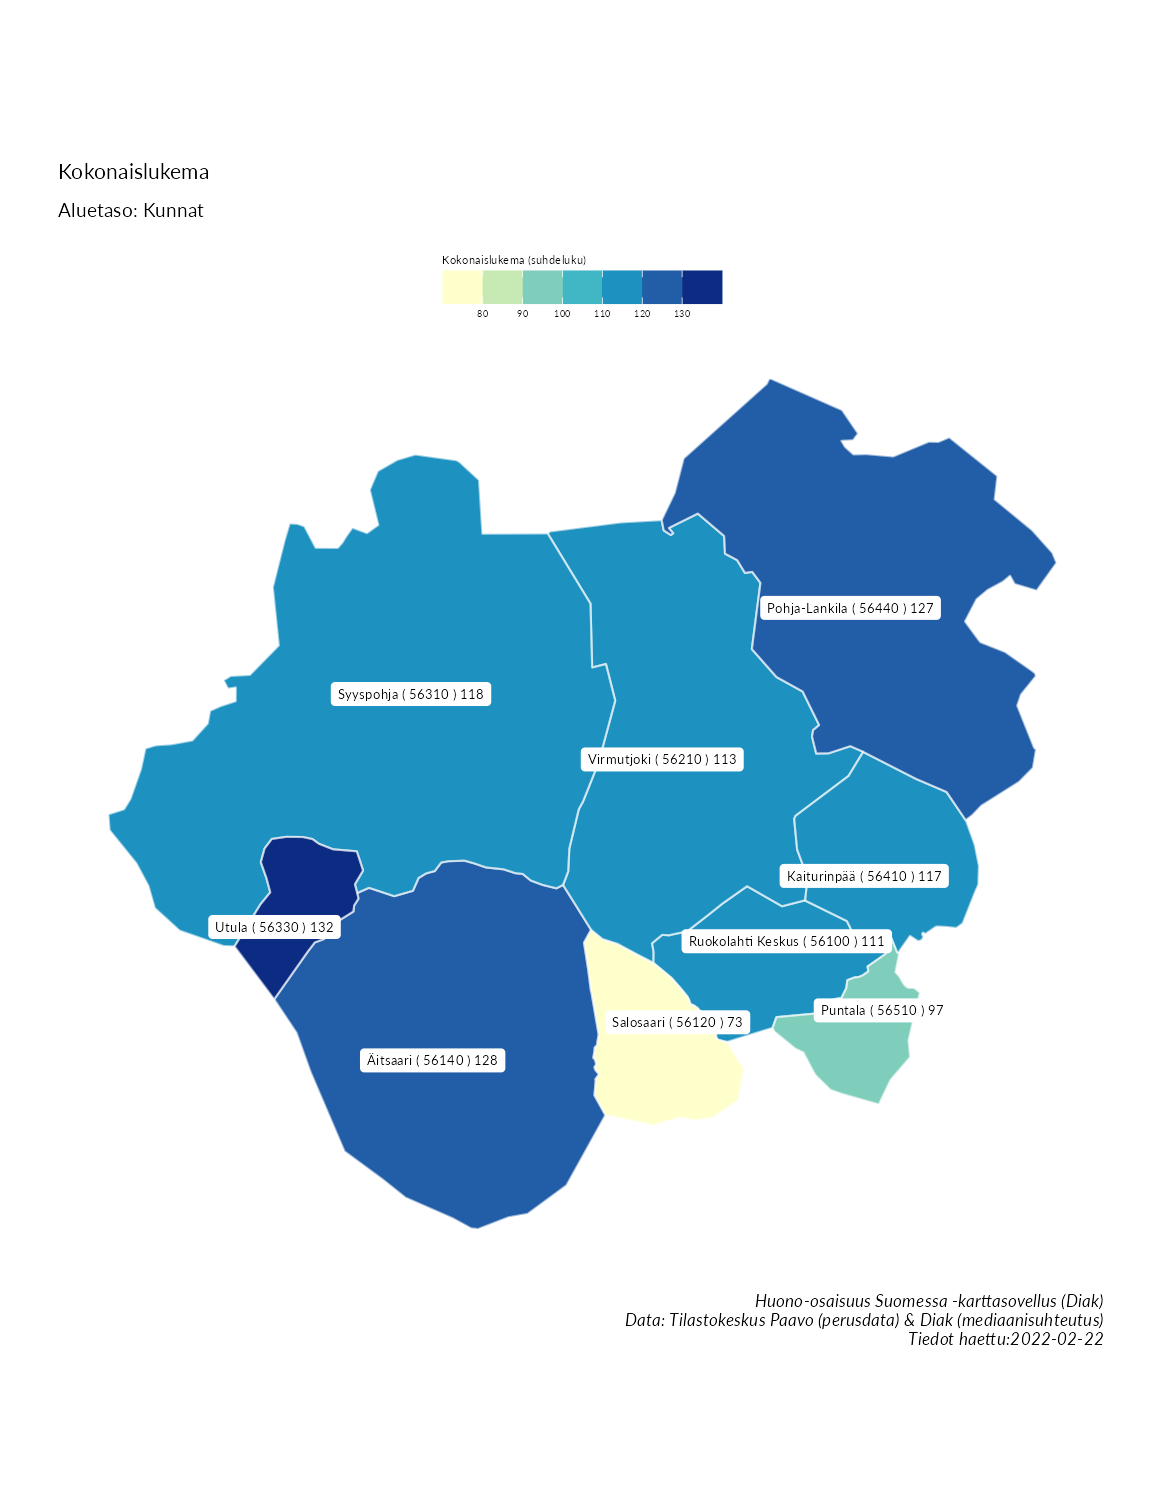 Kokonaislukema
Aluetaso: Kunnat
Kokonaislukema (suhdeluku)
80 90 100 110 120 130
Pohja-Lankila ( 56440 ) 127
Syyspohja ( 56310 ) 118
Virmutjoki ( 56210 ) 113
Kaiturinpää ( 56410 ) 117
Utula ( 56330 ) 132
Ruokolahti Keskus ( 56100 ) 111
Puntala ( 56510 ) 97
Salosaari ( 56120 ) 73
Äitsaari ( 56140 ) 128
Huono-osaisuus Suomessa -karttasovellus (Diak)
Data: Tilastokeskus Paavo (perusdata) & Diak (mediaanisuhteutus)
Tiedot haettu:2022-02-22